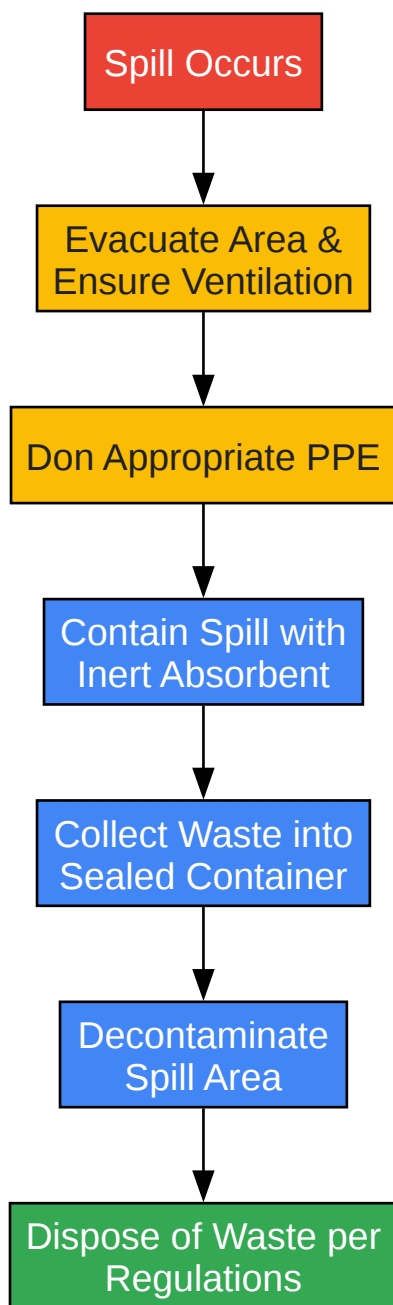 Spill Occurs
Evacuate Area &
Ensure Ventilation
Don Appropriate PPE
Contain Spill with
Inert Absorbent
Collect Waste into
Sealed Container
Decontaminate
Spill Area
Dispose of Waste per
Regulations